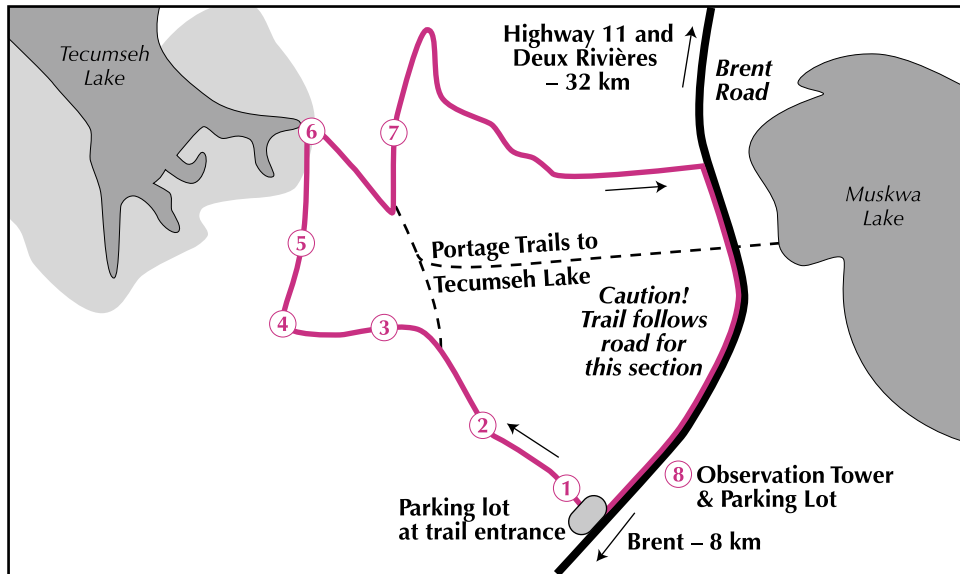 Tecumseh
Lake
Highway 11 and
Deux Rivières
– 32 km
Brent
Road
6
7
Muskwa
Lake
5
Portage Trails to
Tecumseh Lake
4
3
Caution!
Trail follows
road for
this section
2
1
8 Observation Tower
& Parking Lot
Parking lot
at trail entrance
Brent – 8 km